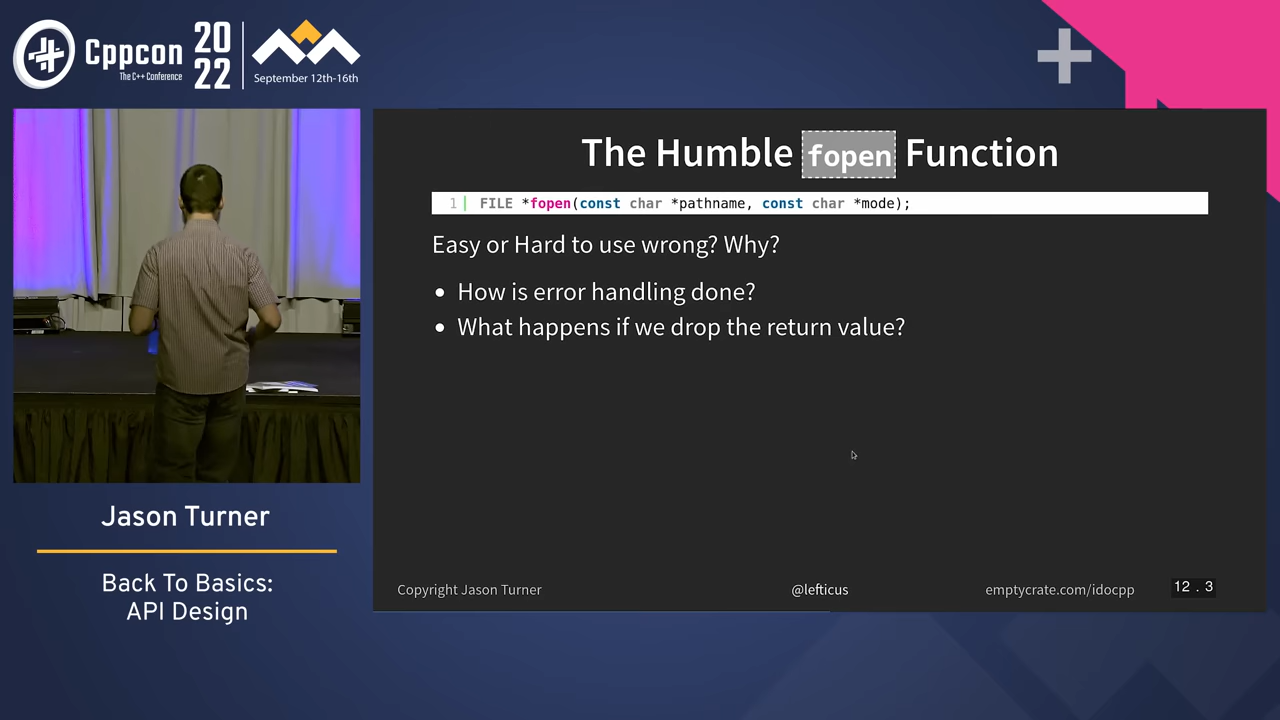 Cppcon
The C++ Conference
20
22
September 12th-16th
The Humble fopen Function
1 FILE *fopen(const char *pathname, const char *mode);
Easy or Hard to use wrong? Why?
• How is error handling done?
• What happens if we drop the return value?
Copyright Jason Turner
@lefticus
emptycrate.com/idocpp
12 . 3
Jason Turner
Back To Basics:
API Design